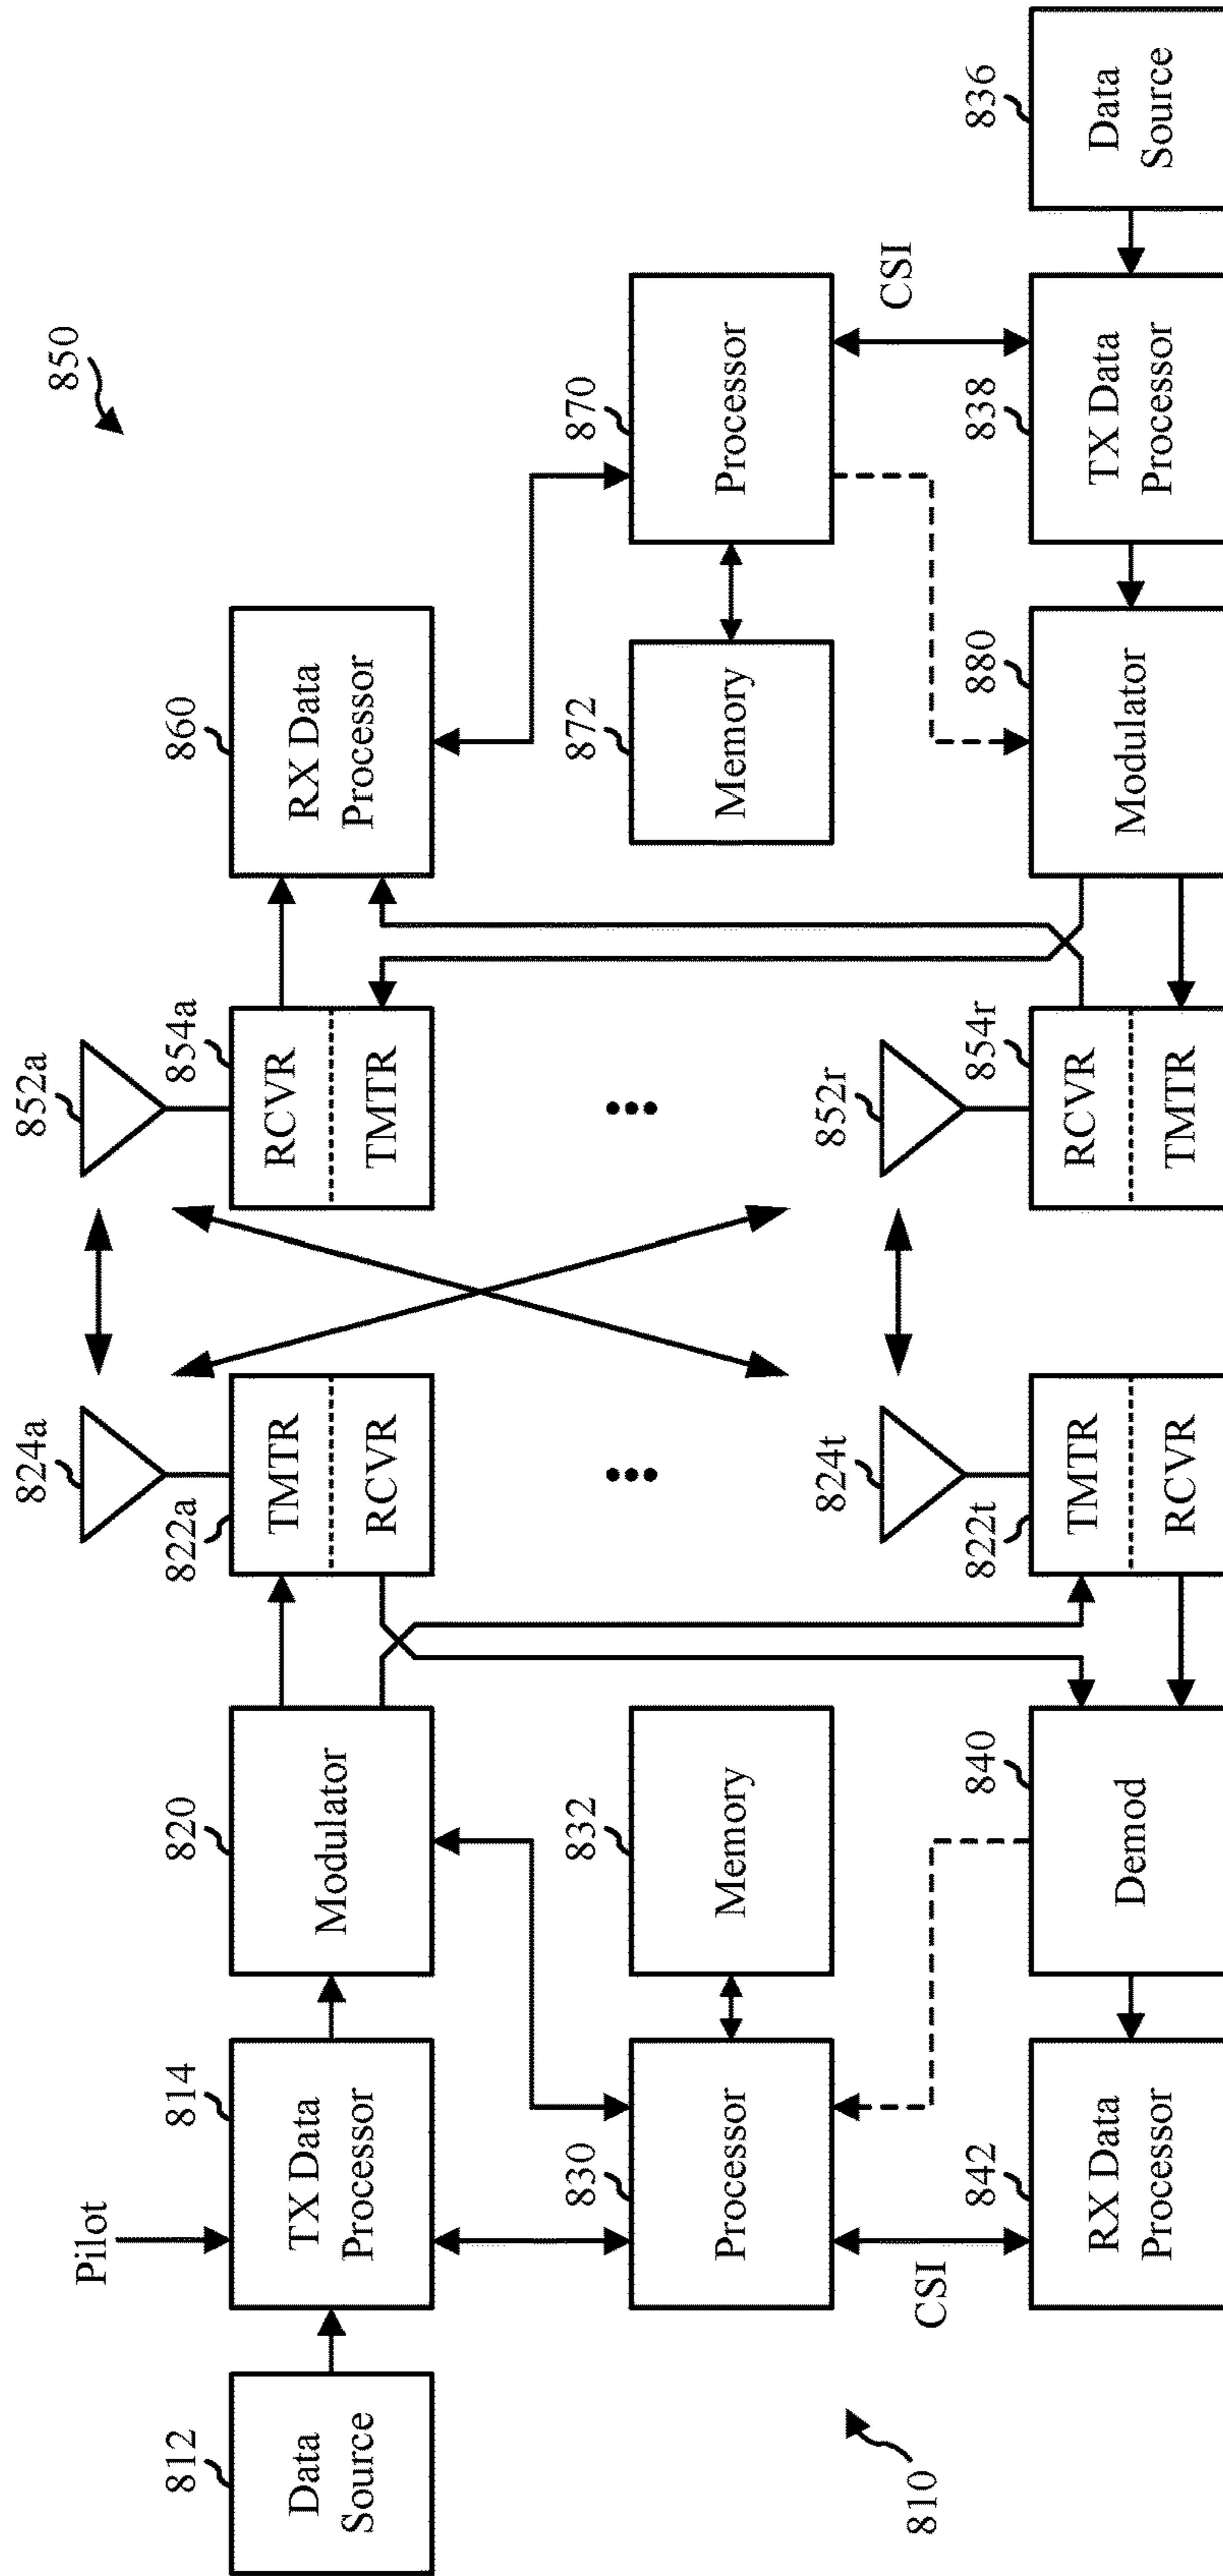 810
812
Data
Source
Pilot
814
TX Data
Processor
820
Modulator
830
Processor
832
Memory
CSI
842
RX Data
Processor
840
Demod
824a
822a
TMTR
RCVR
824t
822t
TMTR
RCVR
850
852a
854a
RCVR
TMTR
852r
854r
RCVR
TMTR
860
RX Data
Processor
870
Processor
872
Memory
CSI
880
Modulator
838
TX Data
Processor
836
Data
Source